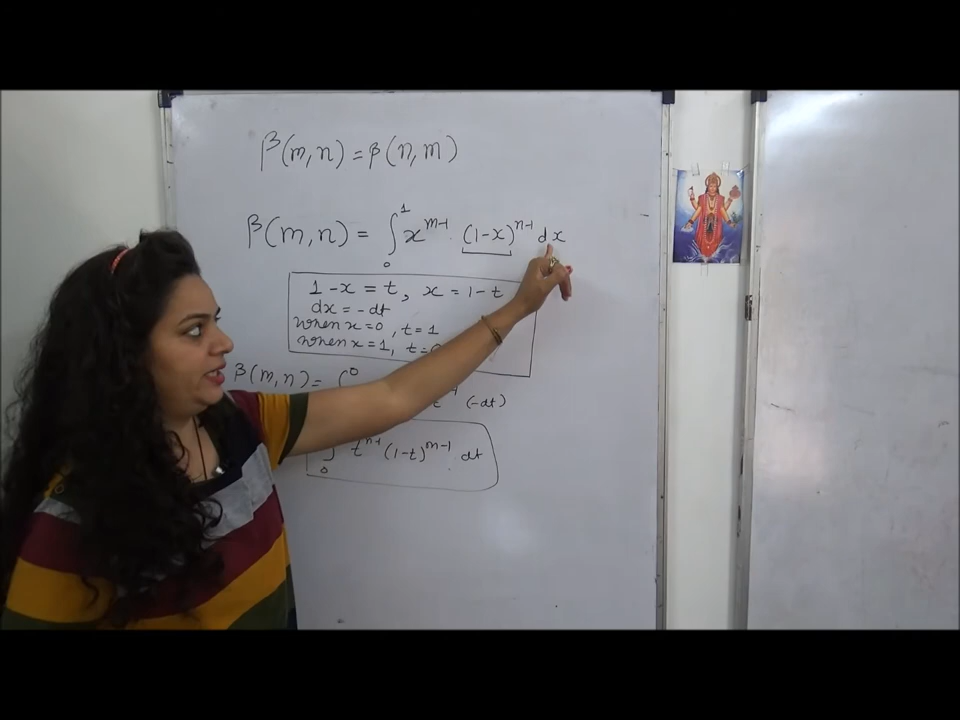 β(m,n) = β(n,m)
β(m,n) = ∫₀¹ x^{m-1} . (1-x)^{n-1} dx
1-x = t, x = 1-t
dx = -dt
when x=0, t=1
when x=1, t=
β(m,n) = ∫⁰ (-dt)
∫₀ t^{n-1} (1-t)^{m-1} . dt